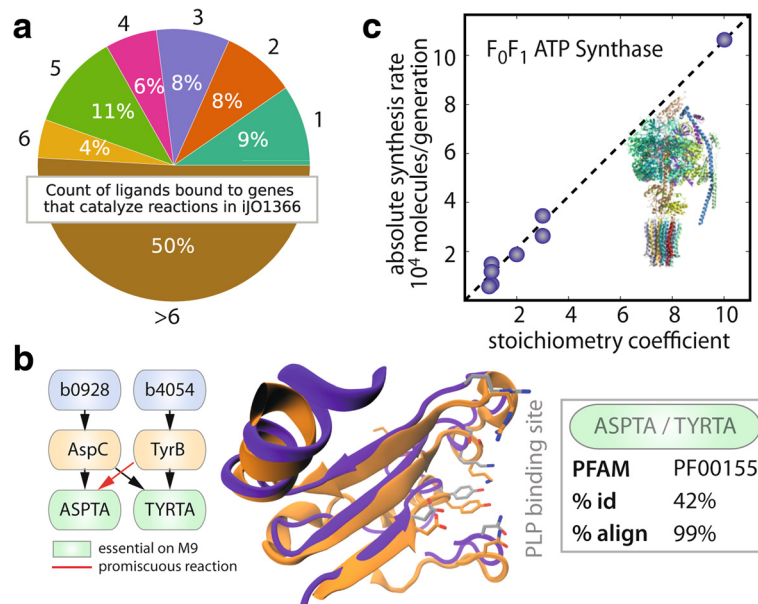 a
1
2
3
4
5
6
>6
9%
8%
8%
6%
11%
4%
50%
Count of ligands bound to genes
that catalyze reactions in iJO1366
c
F0F1 ATP Synthase
absolute synthesis rate
10⁴ molecules/generation
10
8
6
4
2
2
4
6
8
10
stoichiometry coefficient
b
b0928
b4054
AspC
TyrB
ASPTA
TYRTA
essential on M9
promiscuous reaction
PLP binding site
ASPTA / TYRTA
PFAM PF00155
% id 42%
% align 99%